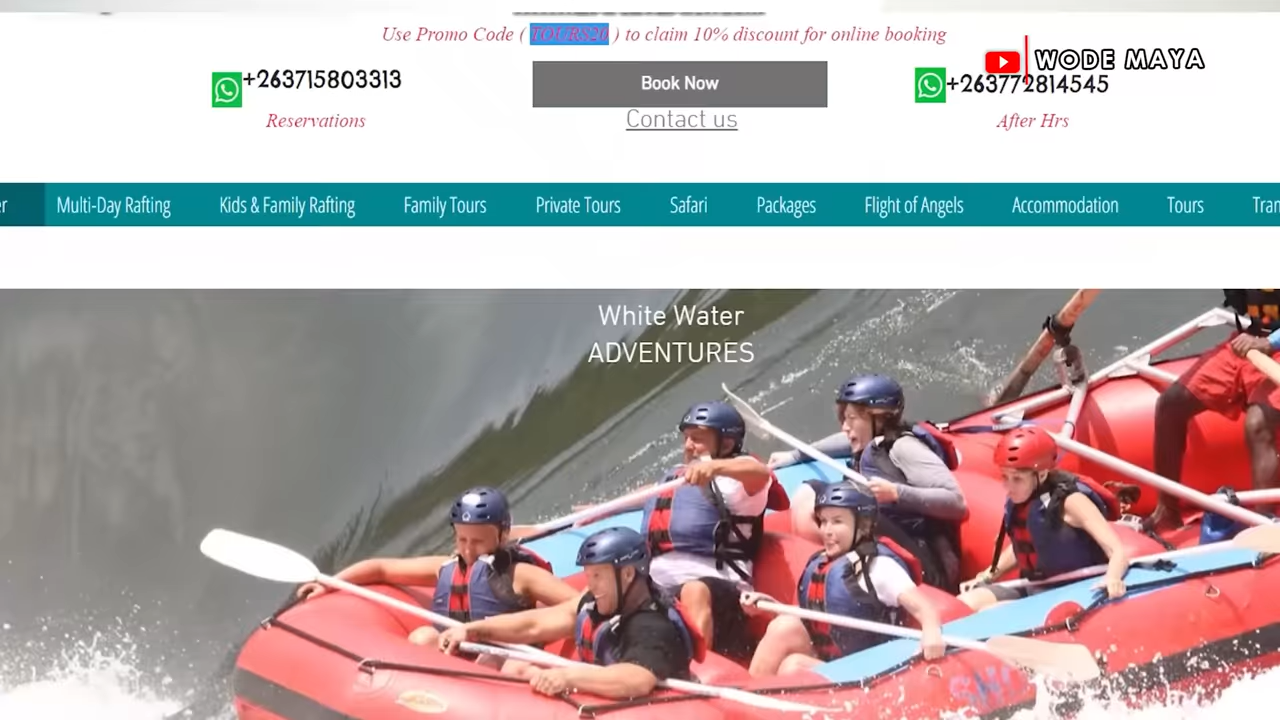 Use Promo Code ( TOURS20 ) to claim 10% discount for online booking
WODE MAYA
+263715803313
Book Now
+263772814545
Contact us
Reservations
After Hrs
Multi-Day Rafting Kids & Family Rafting Family Tours Private Tours Safari Packages Flight of Angels Accommodation Tours
White Water
ADVENTURES